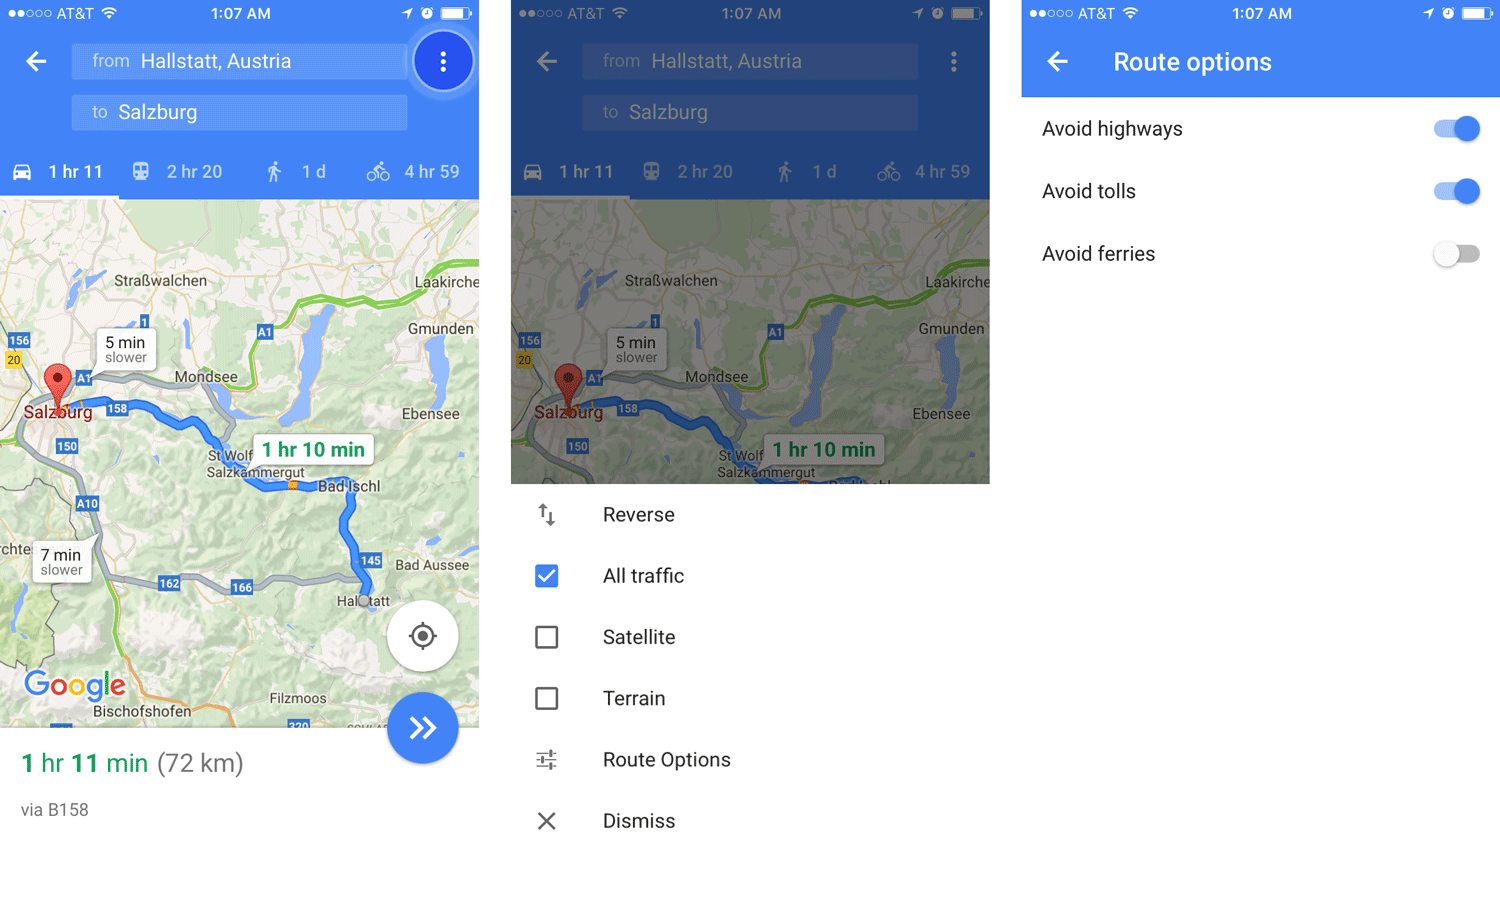 AT&T 1:07 AM
from Hallstatt, Austria
to Salzburg
1 hr 11 2 hr 20 1 d 4 hr 59
Straßwalchen
Laakirche
1
A1
Gmunden
156
5 min
slower
20
A1
Mondsee
Salzburg
158
Ebensee
150
1 hr 10 min
St Wolf
Salzkammergut
Bad Ischl
A10
7 min
slower
145
Bad Aussee
162
166
Hallstatt
Google
Filzmoos
Bischofshofen
320
1 hr 11 min (72 km)
via B158
AT&T 1:07 AM
from Hallstatt, Austria
to Salzburg
1 hr 11 2 hr 20 1 d 4 hr 59
Straßwalchen
Laakirche
1
A1
Gmunden
156
5 min
slower
20
A1
Mondsee
Salzburg
158
Ebensee
150
1 hr 10 min
St Wolf
Salzkammergut
Reverse
All traffic
Satellite
Terrain
Route Options
Dismiss
AT&T 1:07 AM
Route options
Avoid highways
Avoid tolls
Avoid ferries